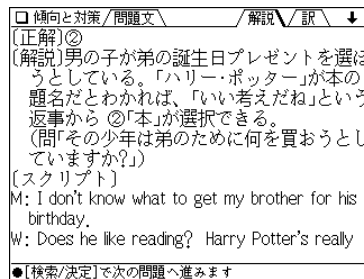 □傾向と対策/問題文\ /解説\/訳\ ↓
〔正解〕②
〔解説〕男の子が弟の誕生日プレゼントを選ぼ
うとしている。「ハリー・ポッター」が本の
題名だとわかれば、「いい考えだね」という
返事から ②「本」が選択できる。
(問「その少年は弟のために何を買おうとし
ていますか?」)
〔スクリプト〕
M: I don't know what to get my brother for his
birthday.
W: Does he like reading? Harry Potter's really
●[検索/決定]で次の問題へ進みます